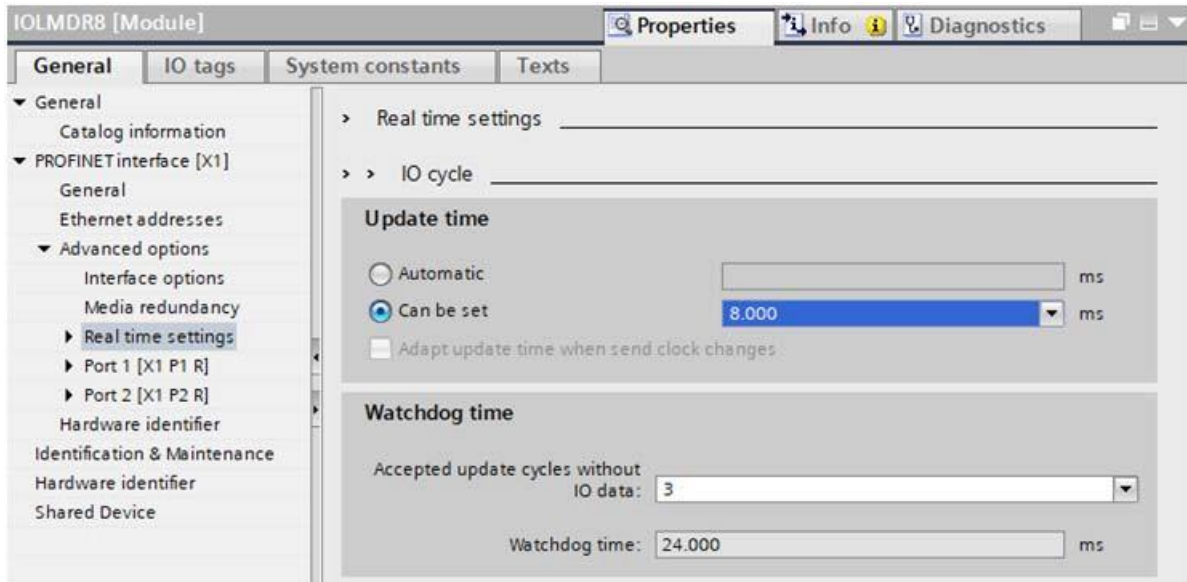 IOLMDR8 [Module]
Properties
Info
Diagnostics
General
IO tags
System constants
Texts
General
Catalog information
PROFINET interface [X1]
General
Ethernet addresses
Advanced options
Interface options
Media redundancy
Real time settings
Port 1 [X1 P1 R]
Port 2 [X1 P2 R]
Hardware identifier
Identification & Maintenance
Hardware identifier
Shared Device
Real time settings
IO cycle
Update time
Automatic
ms
Can be set
8.000
ms
Adapt update time when send clock changes
Watchdog time
Accepted update cycles without
IO data: 3
Watchdog time: 24.000 ms